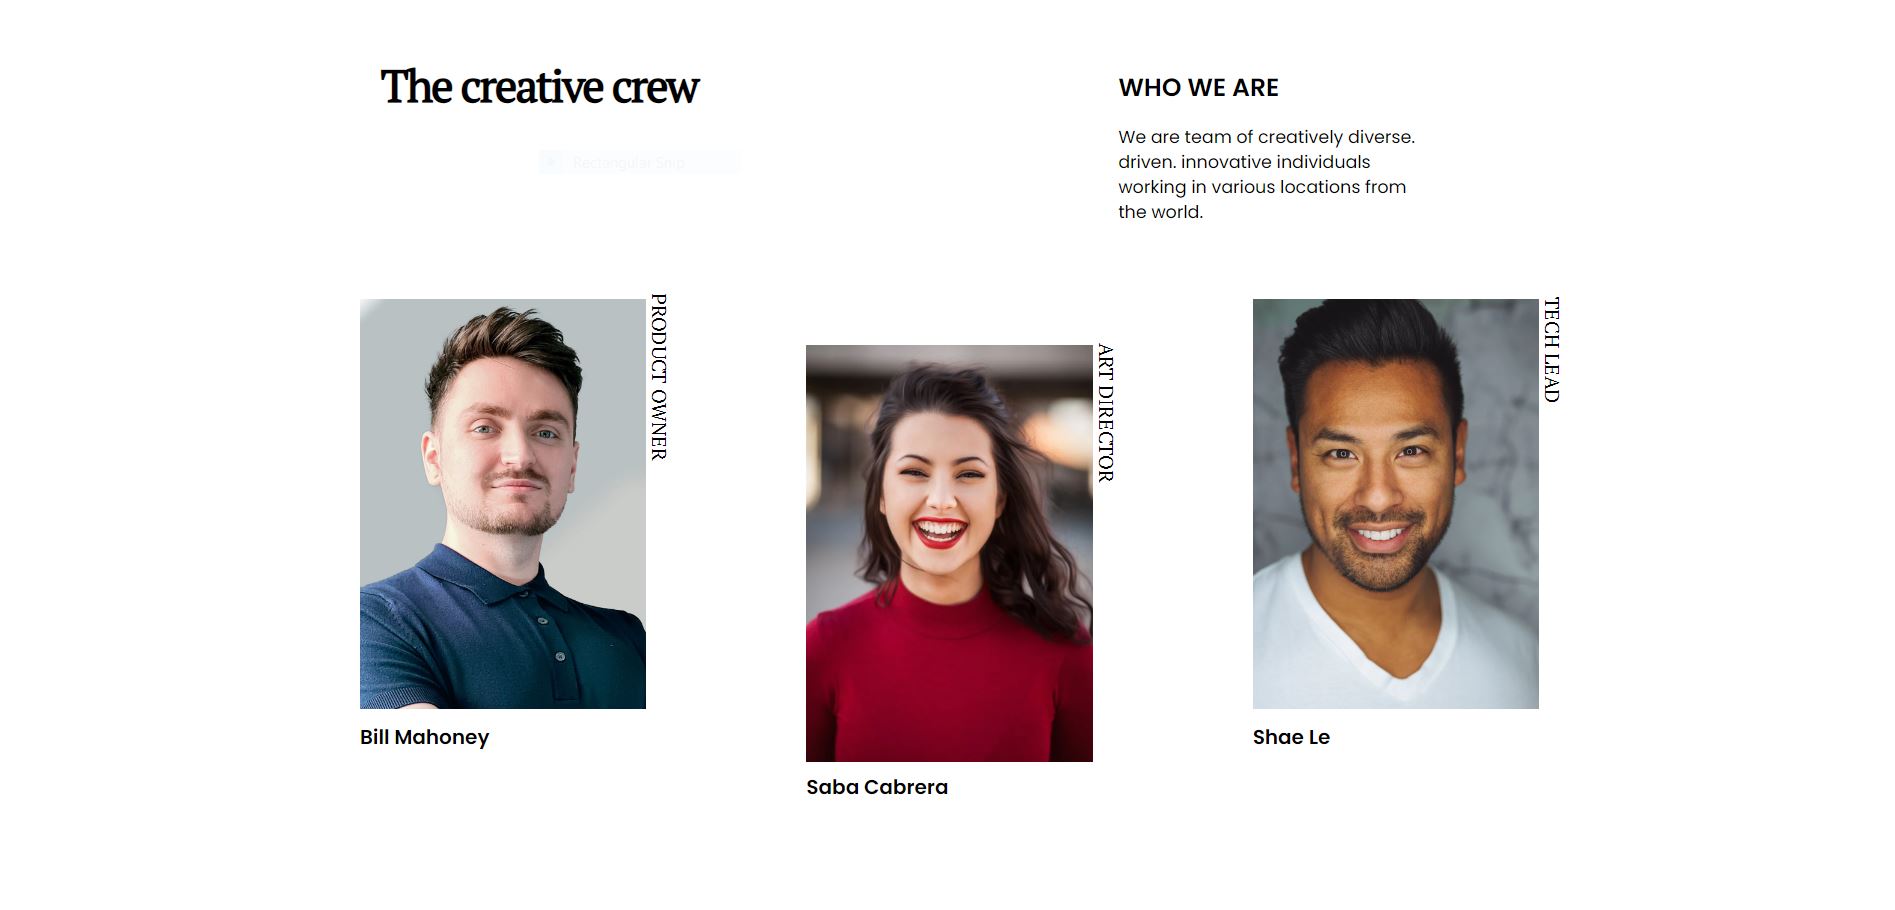 The creative crew
WHO WE ARE
We are team of creatively diverse.
driven. innovative individuals
working in various locations from
the world.
Rectangular Snip
PRODUCT OWNER
ART DIRECTOR
TECH LEAD
Bill Mahoney
Saba Cabrera
Shae Le